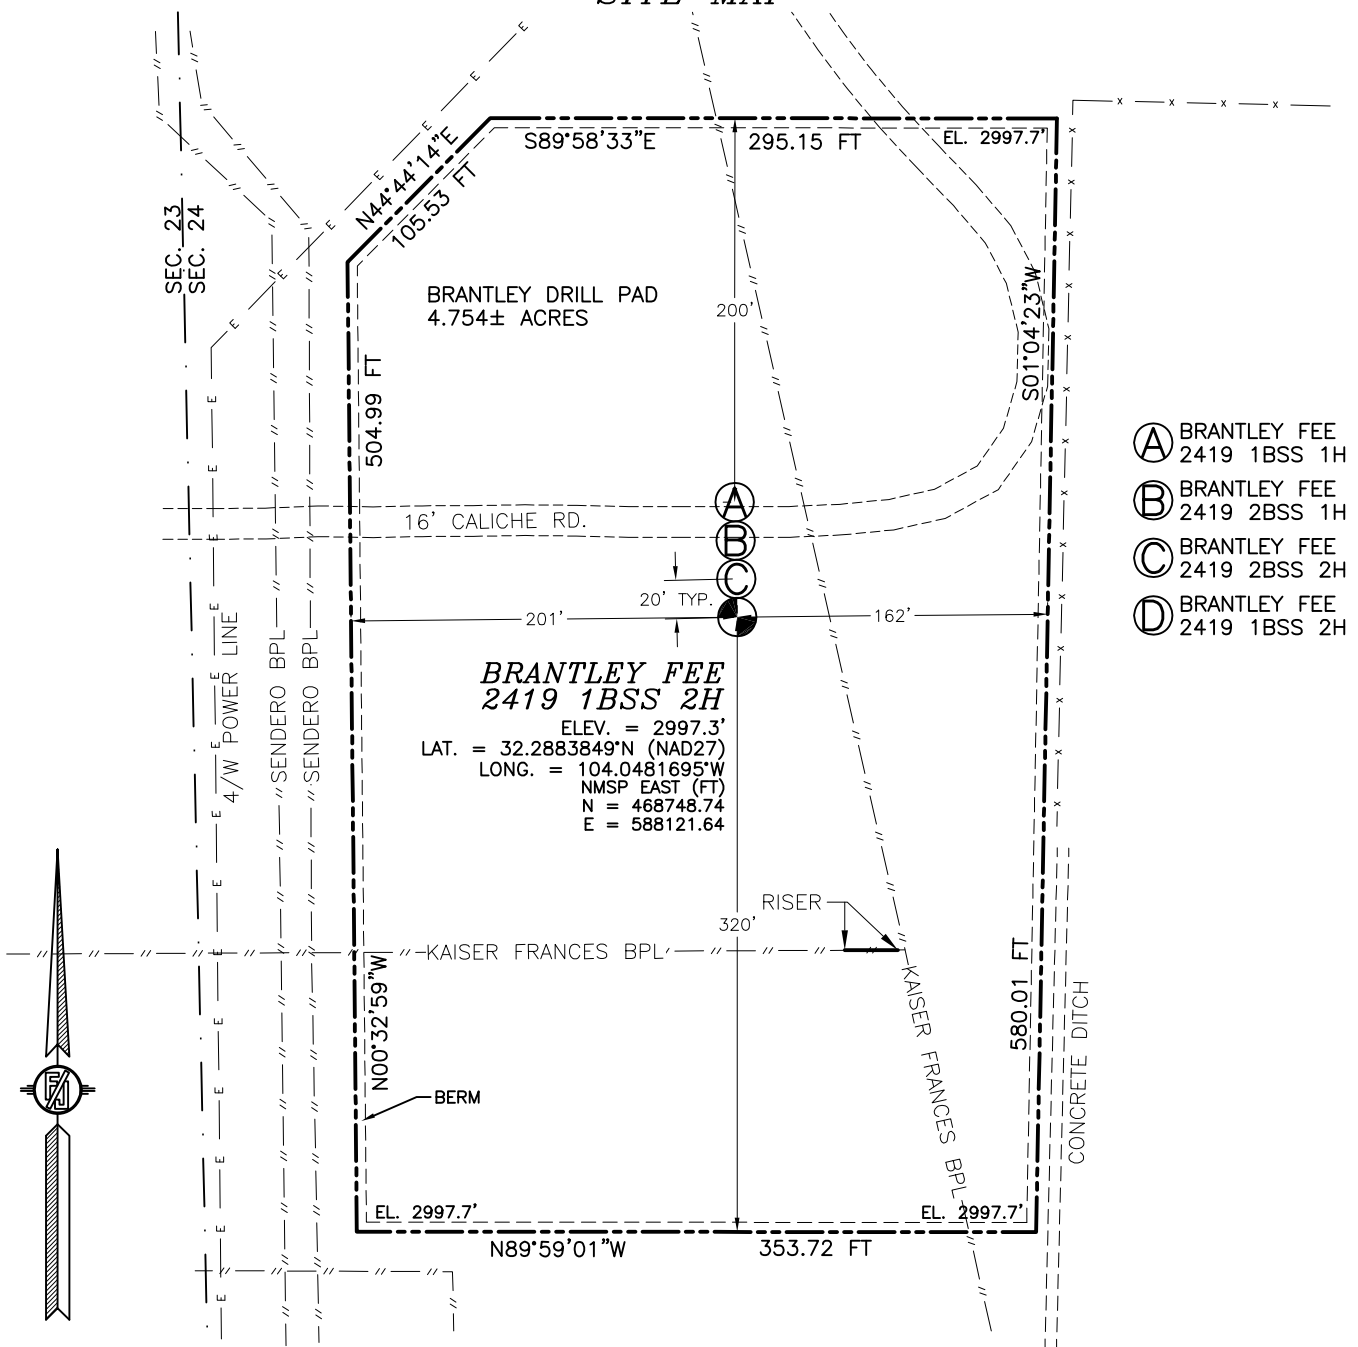 SITE MAP
S89°58'33"E 295.15 FT
EL. 2997.7'
N44°44'14"E
105.53 FT
SEC. 23
SEC. 24
BRANTLEY DRILL PAD
4.754± ACRES
200'
S01°04'23"W
504.99 FT
A
BRANTLEY FEE
2419 1BSS 1H
B
BRANTLEY FEE
2419 2BSS 1H
C
BRANTLEY FEE
2419 2BSS 2H
D
BRANTLEY FEE
2419 1BSS 2H
A
16' CALICHE RD.
B
C
20' TYP.
201'
162'
4/W POWER LINE
SENDERO BPL
SENDERO BPL
BRANTLEY FEE
2419 1BSS 2H
ELEV. = 2997.3'
LAT. = 32.2883849°N (NAD27)
LONG. = 104.0481695°W
NMSP EAST (FT)
N = 468748.74
E = 588121.64
RISER
320'
KAISER FRANCES BPL
KAISER FRANCES BPL
N00°32'59"W
580.01 FT
CONCRETE DITCH
BERM
EL. 2997.7'
EL. 2997.7'
N89°59'01"W 353.72 FT